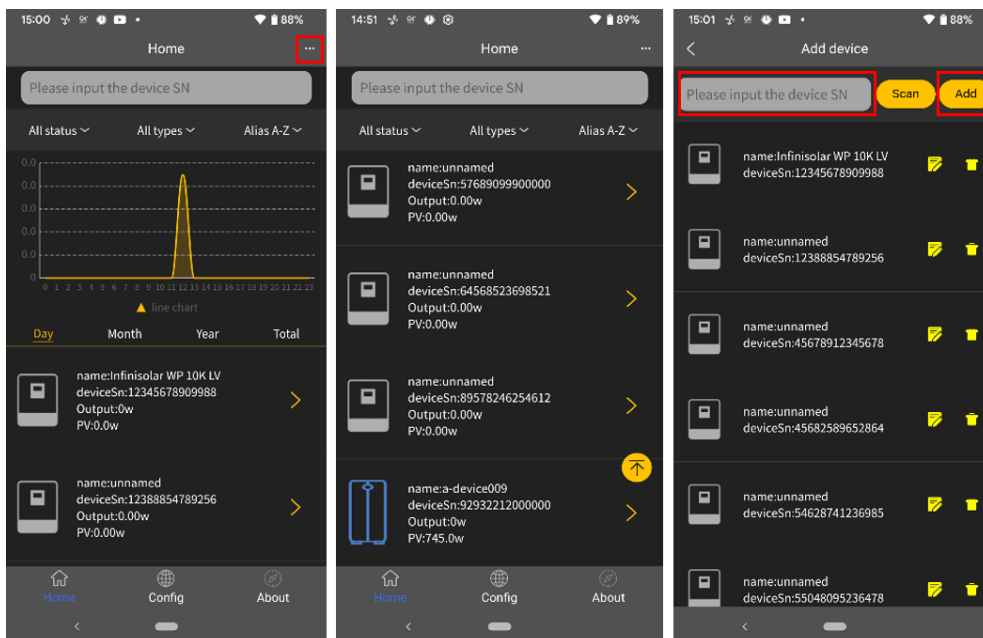 15:00
88%
Home
...
Please input the device SN
All status
All types
Alias A-Z
0.0
0.0
0.0
0.0
0.0
0
0 1 2 3 4 5 6 7 8 9 10 11 12 13 14 15 16 17 18 19 20 21 22 23
line chart
Day Month Year Total
name:Infinisolar WP 10K LV
deviceSn:12345678909988
Output:0w
PV:0.0w
name:unnamed
deviceSn:12388854789256
Output:0.00w
PV:0.00w
Home Config About
14:51
89%
Home
...
Please input the device SN
All status
All types
Alias A-Z
name:unnamed
deviceSn:57689099900000
Output:0.00w
PV:0.00w
name:unnamed
deviceSn:64568523698521
Output:0.00w
PV:0.00w
name:unnamed
deviceSn:89578246254612
Output:0.00w
PV:0.00w
name:a-device009
deviceSn:92932212000000
Output:0w
PV:745.0w
Home Config About
15:01
88%
Add device
Please input the device SN
Scan
Add
name:Infinisolar WP 10K LV
deviceSn:12345678909988
name:unnamed
deviceSn:12388854789256
name:unnamed
deviceSn:45678912345678
name:unnamed
deviceSn:45682589652864
name:unnamed
deviceSn:54628741236985
name:unnamed
deviceSn:55048095236478